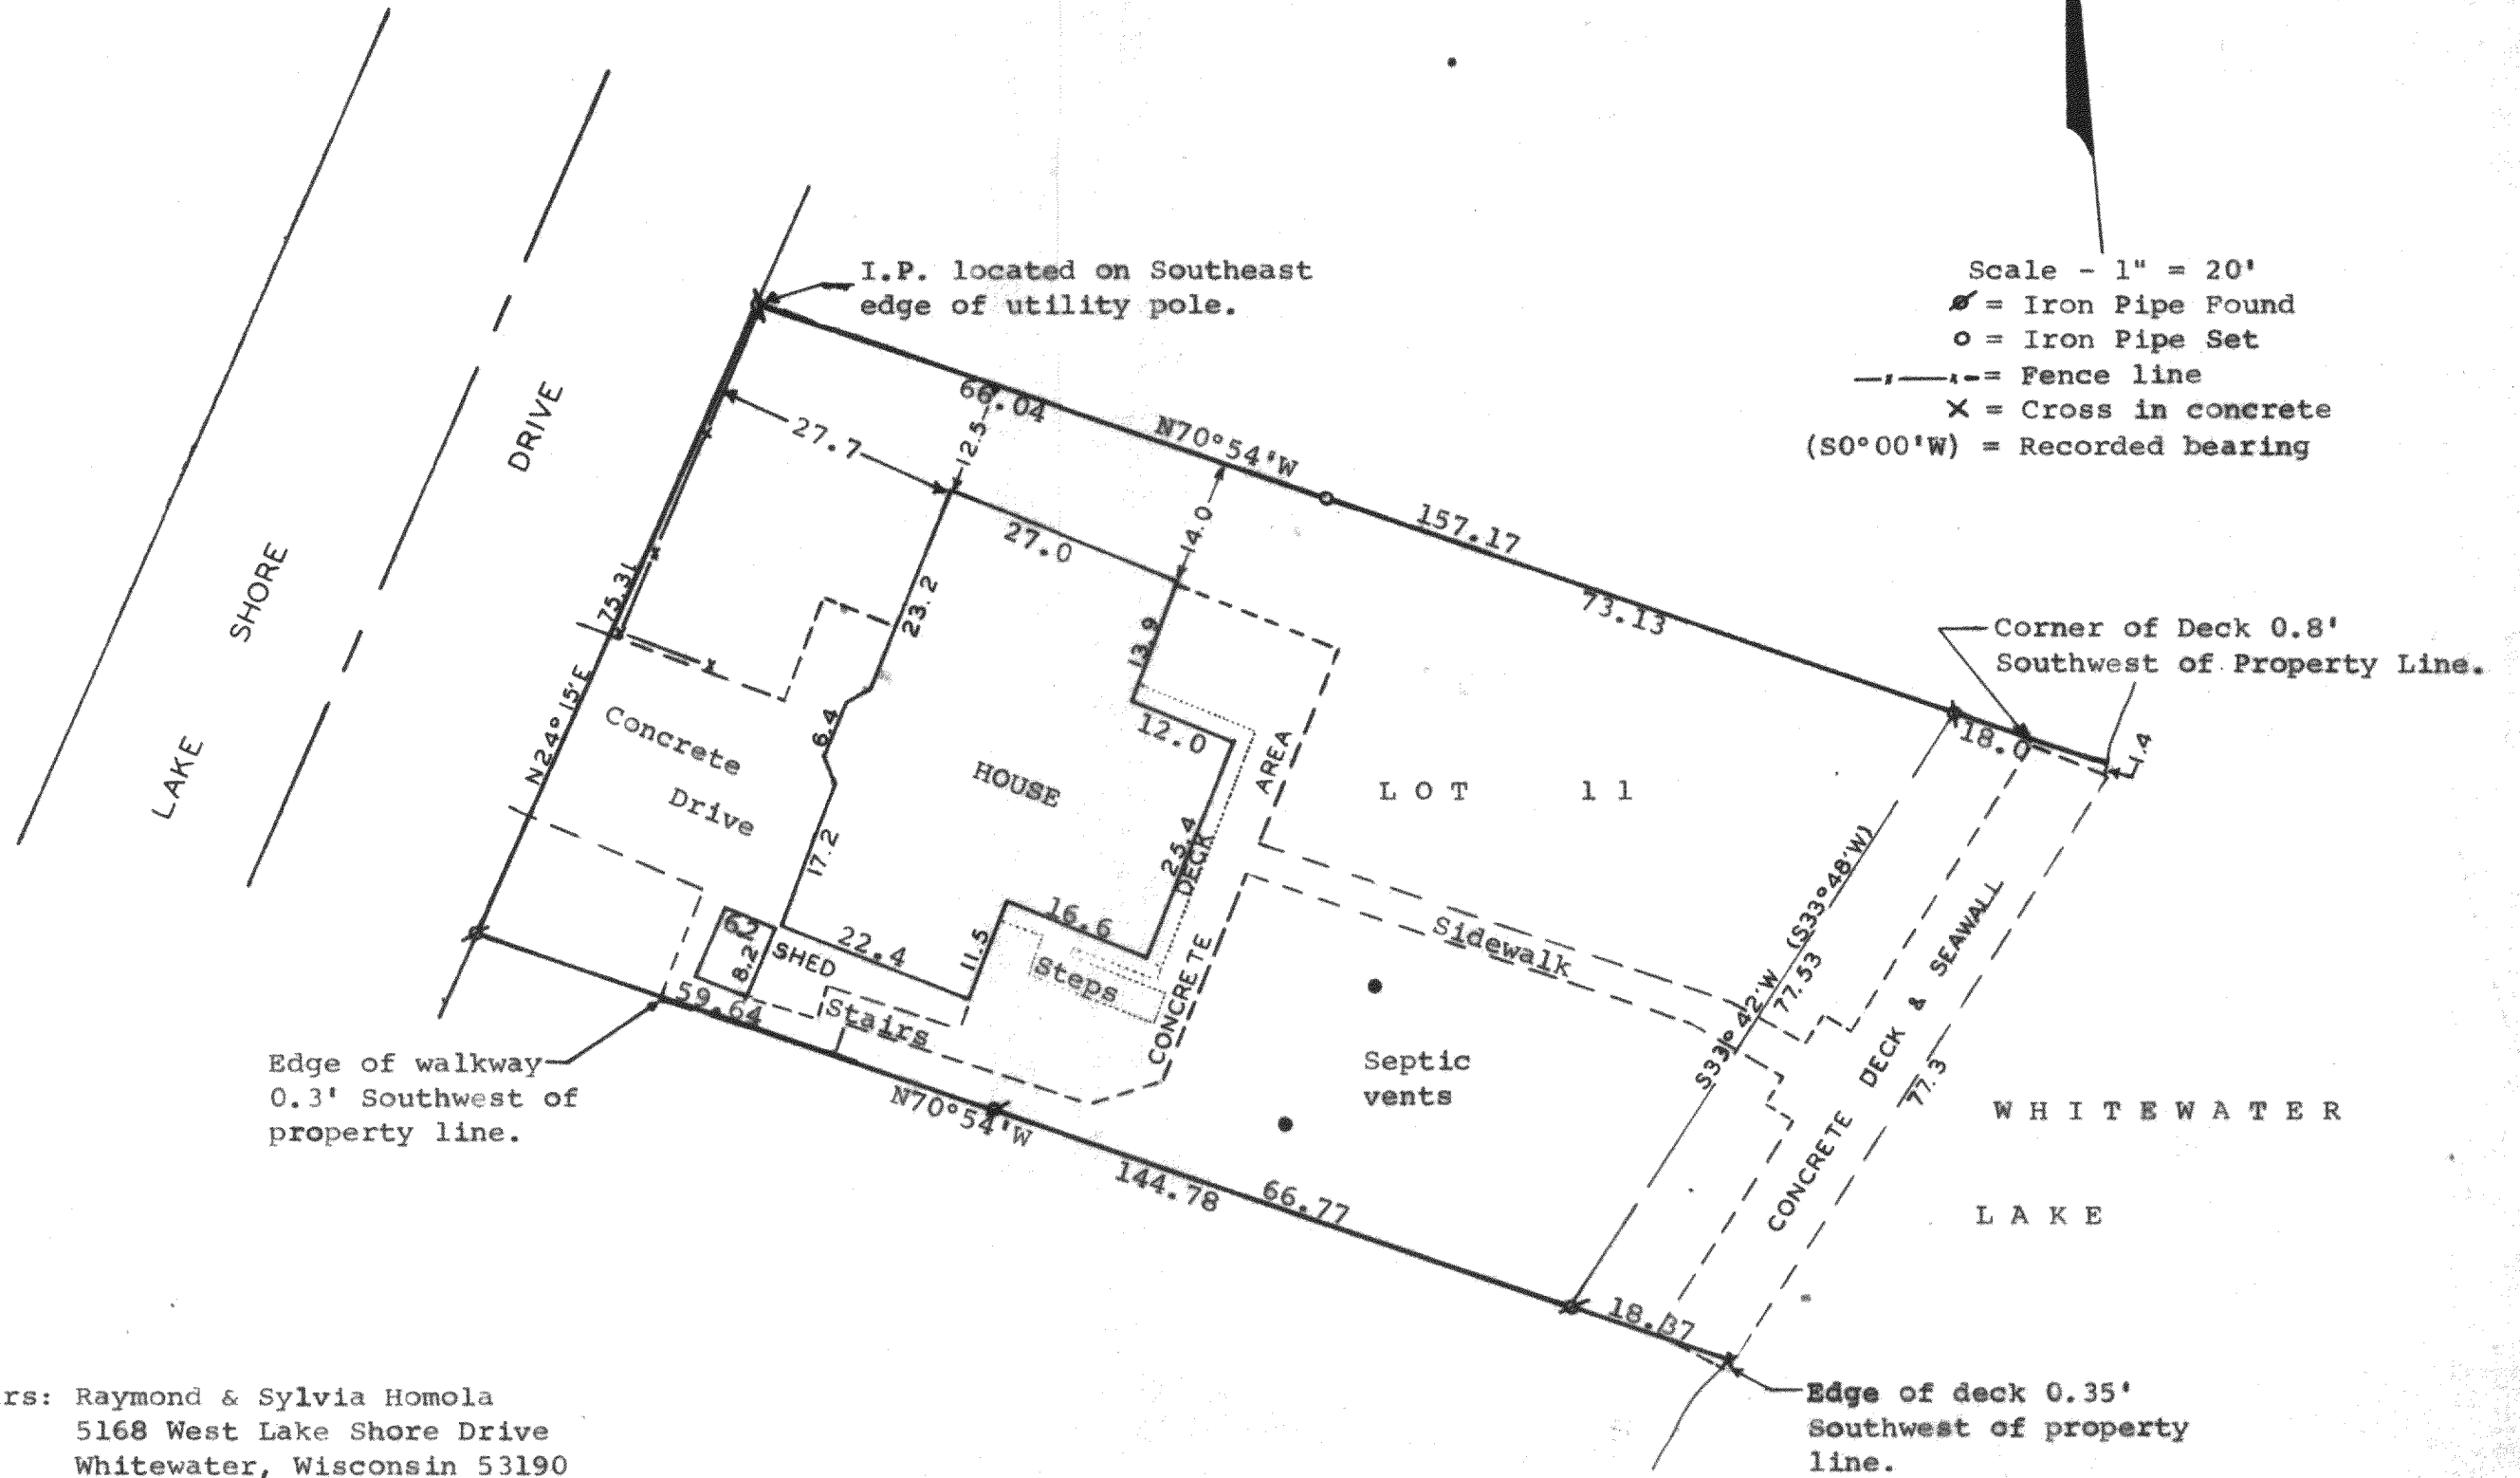 I.P. located on Southeast
edge of utility pole.
Scale - 1" = 20'
= Iron Pipe Found
= Iron Pipe Set
= Fence line
X = Cross in concrete
(S0°00'W) = Recorded bearing
LAKE SHORE DRIVE
66.04
N70°54'W
157.17
73.13
27.7
12.5
14.0
27.0
75.31
N24°15'E
23.2
13.9
12.0
6.4
17.2
HOUSE
Concrete
Drive
25.4
DECK
AREA
CONCRETE
LOT 11
Corner of Deck 0.8'
Southwest of Property Line.
18.0
1.4
62
8.2
SHED
22.4
11.5
16.6
Steps
Stairs
59.64
Sidewalk
(S33°48'W)
S33°42'W
77.53
CONCRETE DECK & SEAWALL
77.3
WHITEWATER
LAKE
Septic
vents
Edge of walkway
0.3' Southwest of
property line.
N70°54'W
144.78
66.77
18.37
Edge of deck 0.35'
Southwest of property
line.
rs: Raymond & Sylvia Homola
5168 West Lake Shore Drive
Whitewater, Wisconsin 53190